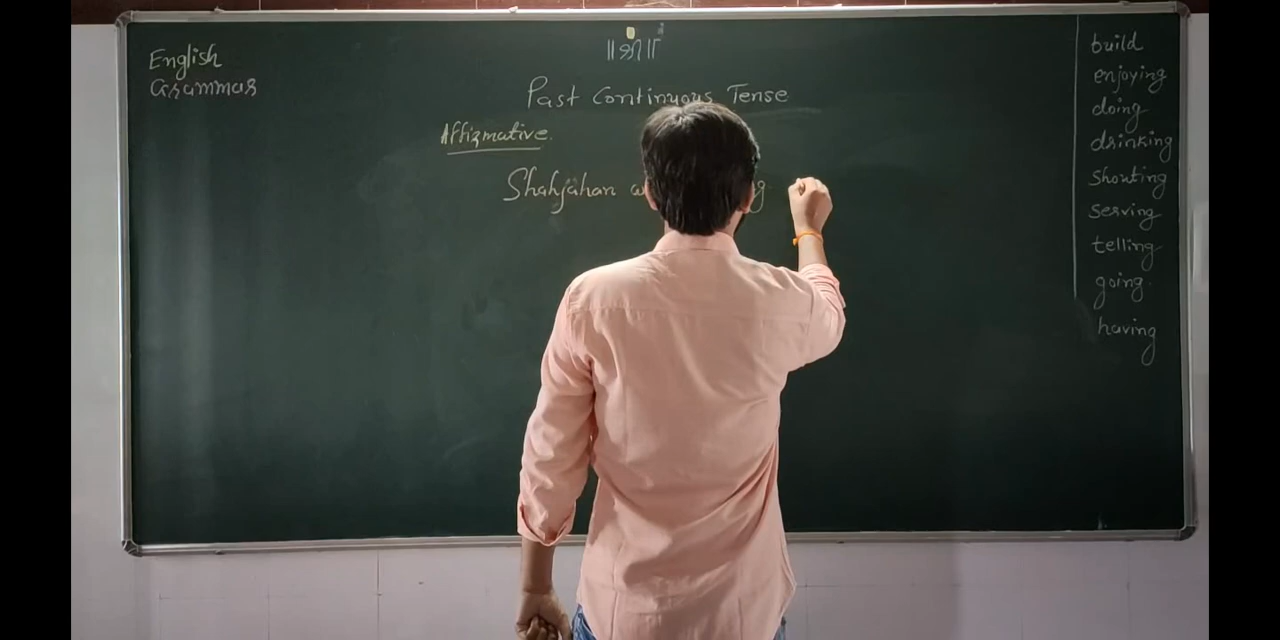 English
Grammar
॥ श्री ॥
Past Continuous Tense
Affirmative.
Shahjahan
build
enjoying
doing
drinking
shouting
serving
telling
going.
having